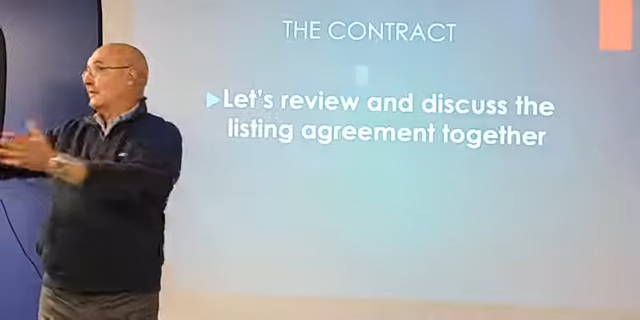 THE CONTRACT
Let's review and discuss the
listing agreement together